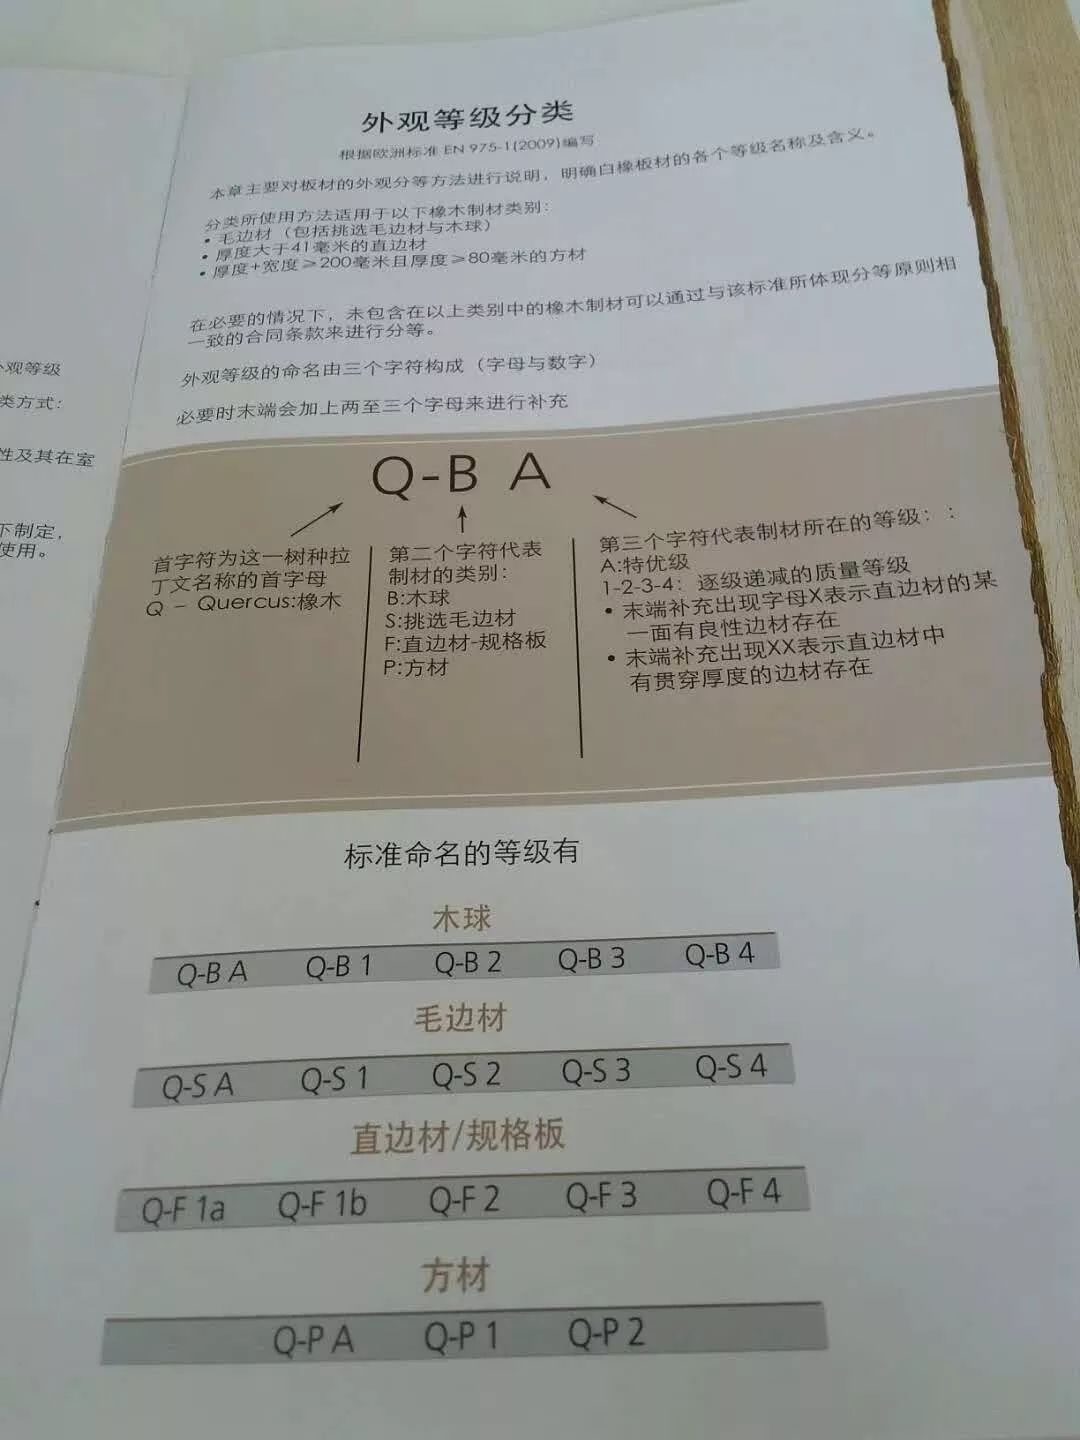 外观等级分类
根据欧洲标准 EN 975-1(2009)编写
本章主要对板材的外观分等方法进行说明，明确白橡板材的各个等级名称及含义。
分类所使用方法适用于以下橡木制材类别：
• 毛边材（包括挑选毛边材与木球）
• 厚度大于41毫米的直边材
• 厚度+宽度≥200毫米且厚度≥80毫米的方材
在必要的情况下，未包含在以上类别中的橡木制材可以通过与该标准所体现分等原则相
一致的合同条款来进行分等。
外观等级的命名由三个字符构成（字母与数字）
必要时末端会加上两至三个字母来进行补充
观等级
类方式：
性及其在室
下制定，
使用。
Q-B A
首字符为这一树种拉
丁文名称的首字母
Q - Quercus:橡木
第二个字符代表
制材的类别：
B:木球
S:挑选毛边材
F:直边材-规格板
P:方材
第三个字符代表制材所在的等级：：
A:特优级
1-2-3-4：逐级递减的质量等级
• 末端补充出现字母X表示直边材的某
一面有良性边材存在
• 末端补充出现XX表示直边材中
有贯穿厚度的边材存在
标准命名的等级有
木球
Q-B A Q-B 1 Q-B 2 Q-B 3 Q-B 4
毛边材
Q-S A Q-S 1 Q-S 2 Q-S 3 Q-S 4
直边材/规格板
Q-F 1a Q-F 1b Q-F 2 Q-F 3 Q-F 4
方材
Q-P A Q-P 1 Q-P 2